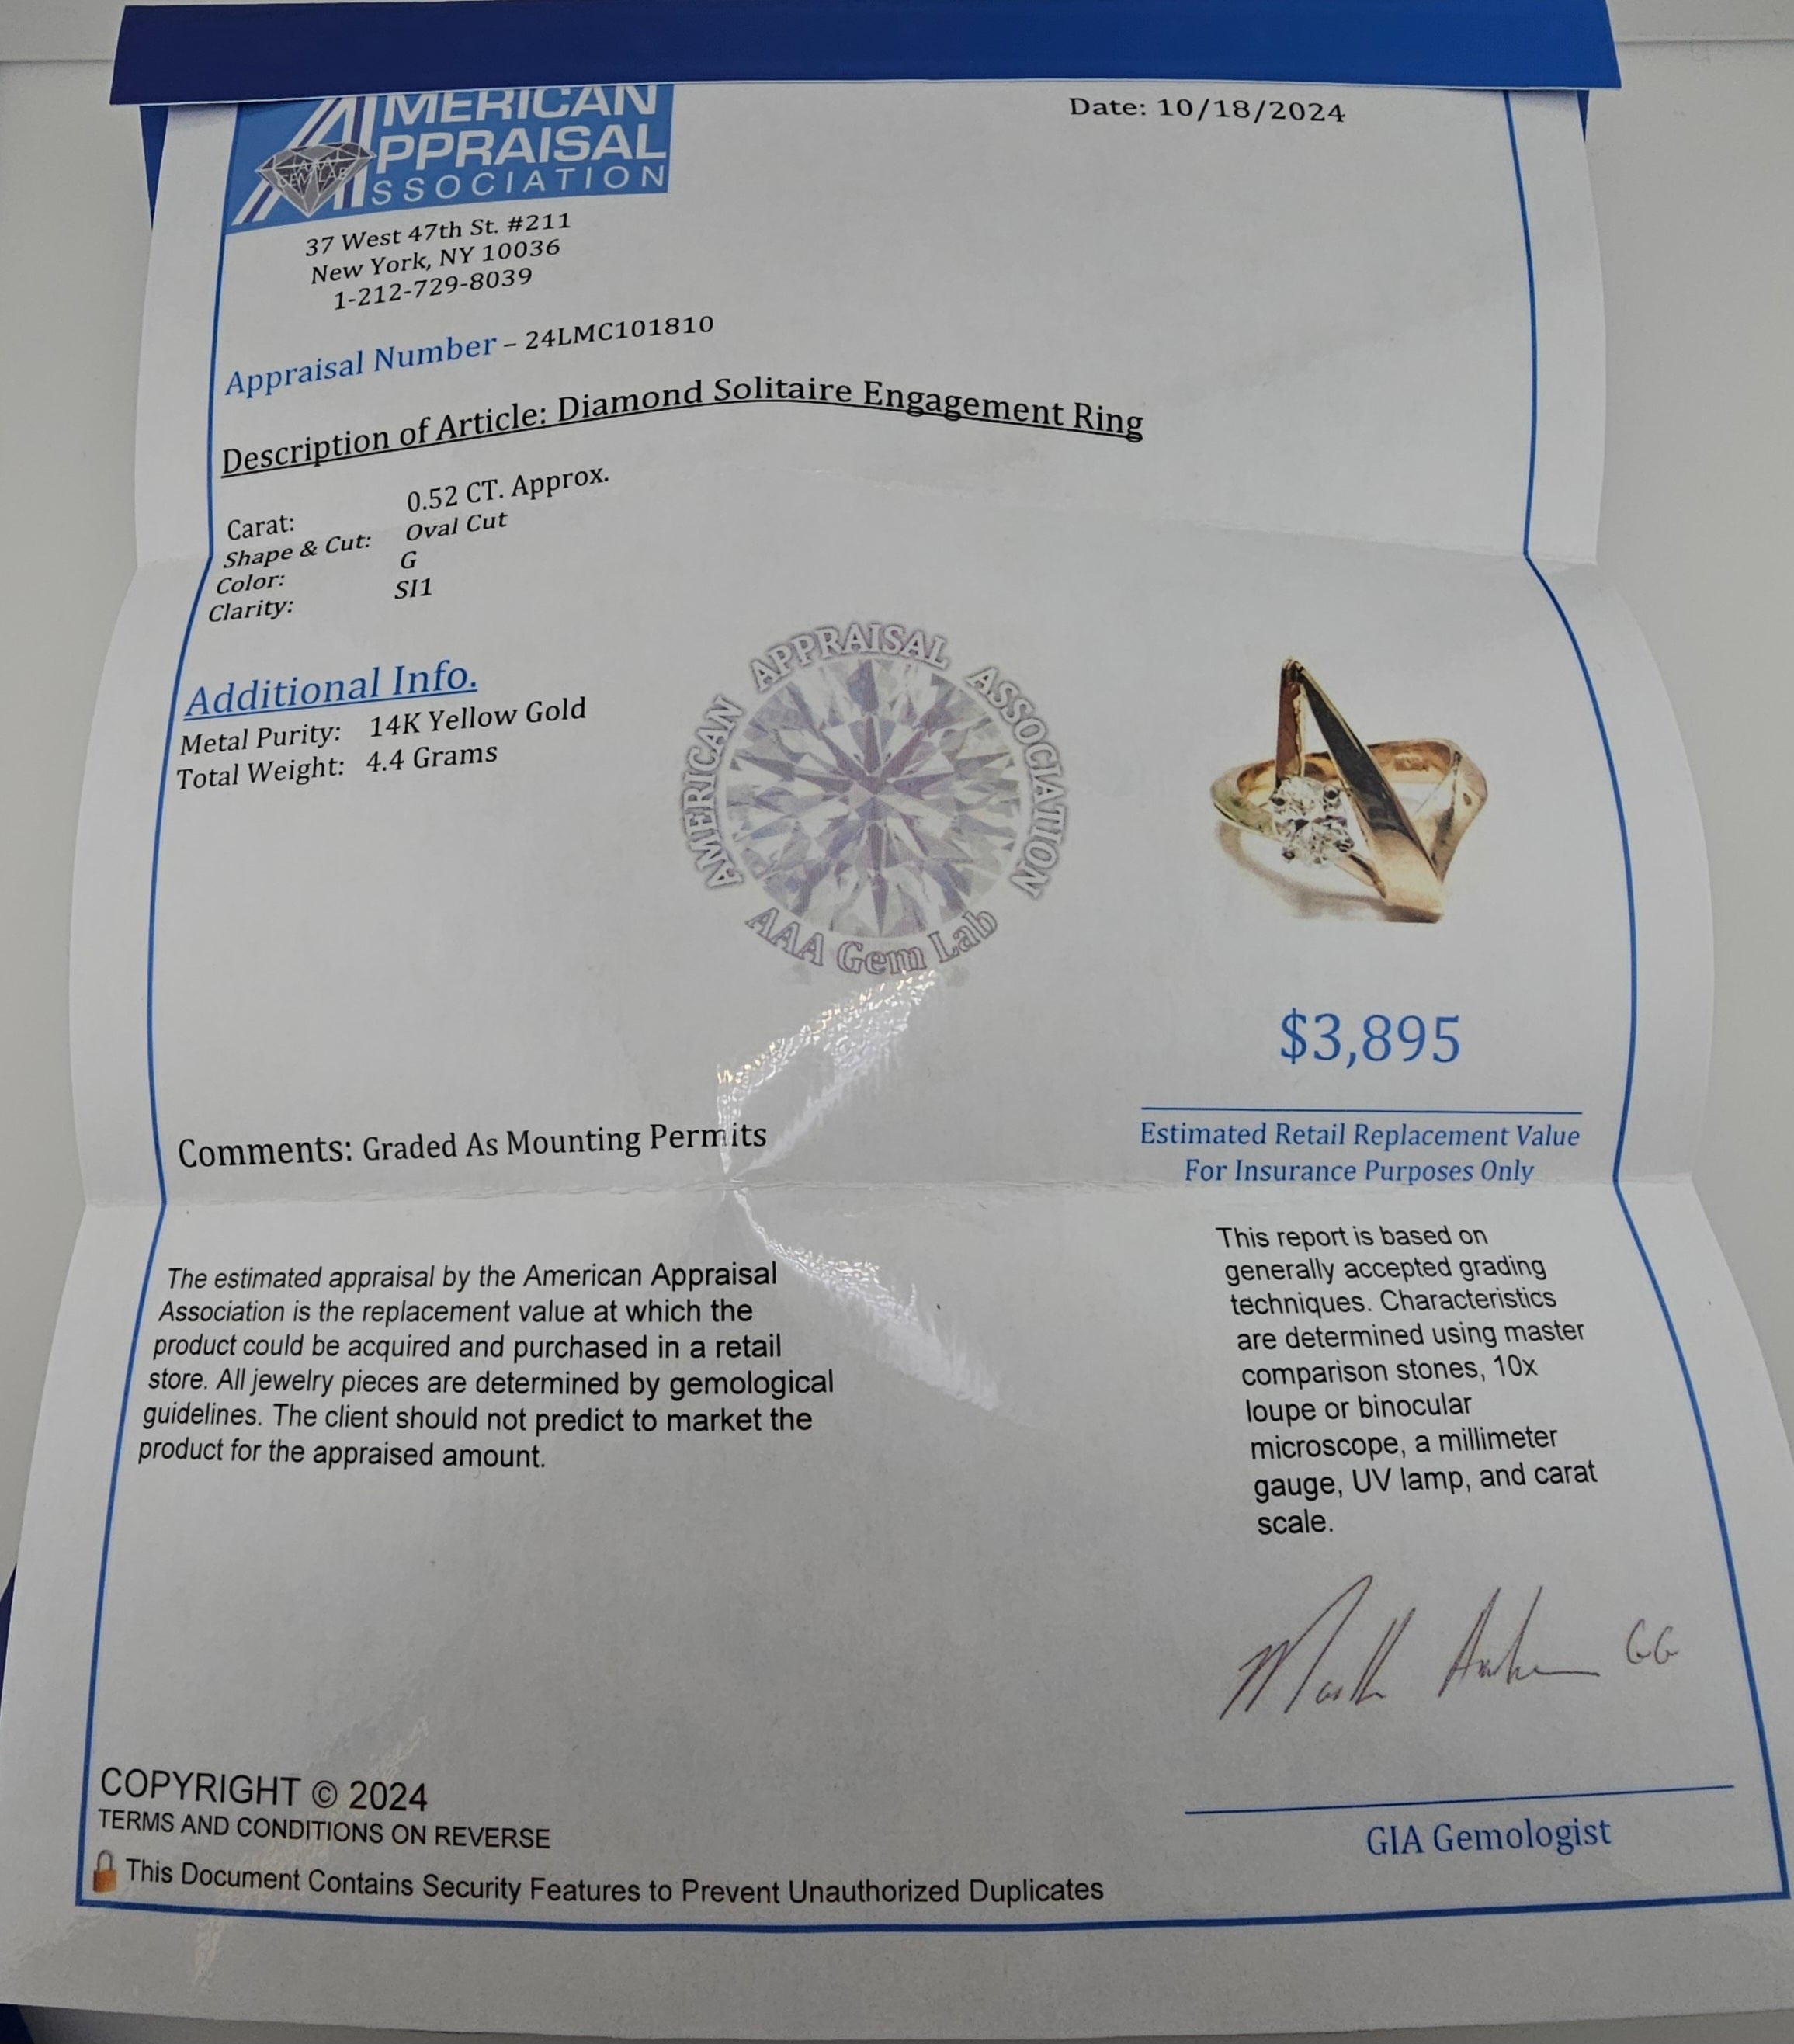 AMERICAN
APPRAISAL
ASSOCIATION
AAA
GEM LAB
Date: 10/18/2024
37 West 47th St. #211
New York, NY 10036
1-212-729-8039
Appraisal Number – 24LMC101810
Description of Article: Diamond Solitaire Engagement Ring
Carat: 0.52 CT. Approx.
Shape & Cut: Oval Cut
Color: G
Clarity: SI1
Additional Info.
Metal Purity: 14K Yellow Gold
Total Weight: 4.4 Grams
AMERICAN APPRAISAL ASSOCIATION
AAA Gem Lab
$3,895
Estimated Retail Replacement Value
For Insurance Purposes Only
Comments: Graded As Mounting Permits
The estimated appraisal by the American Appraisal
Association is the replacement value at which the
product could be acquired and purchased in a retail
store. All jewelry pieces are determined by gemological
guidelines. The client should not predict to market the
product for the appraised amount.
This report is based on
generally accepted grading
techniques. Characteristics
are determined using master
comparison stones, 10x
loupe or binocular
microscope, a millimeter
gauge, UV lamp, and carat
scale.
GG
GIA Gemologist
COPYRIGHT © 2024
TERMS AND CONDITIONS ON REVERSE
This Document Contains Security Features to Prevent Unauthorized Duplicates